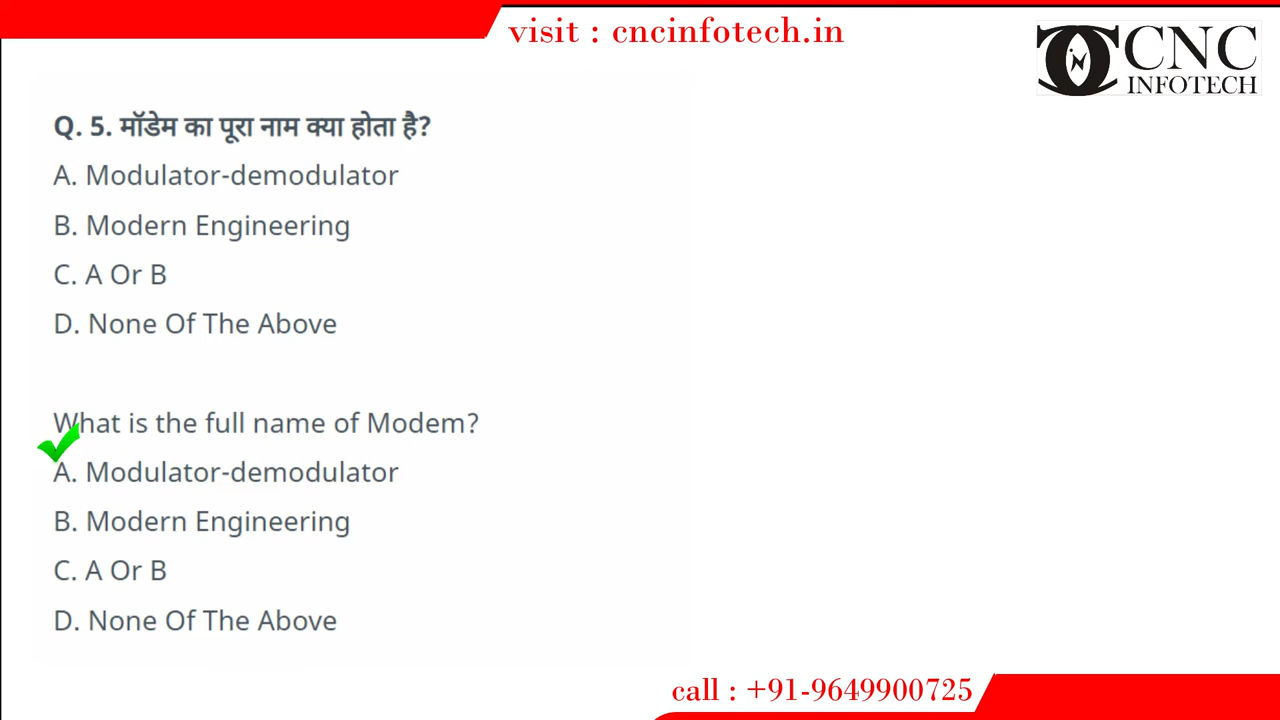 visit : cncinfotech.in
CNC
INFOTECH
Q. 5. मॉडेम का पूरा नाम क्या होता है?
A. Modulator-demodulator
B. Modern Engineering
C. A Or B
D. None Of The Above
What is the full name of Modem?
A. Modulator-demodulator
B. Modern Engineering
C. A Or B
D. None Of The Above
call : +91-9649900725